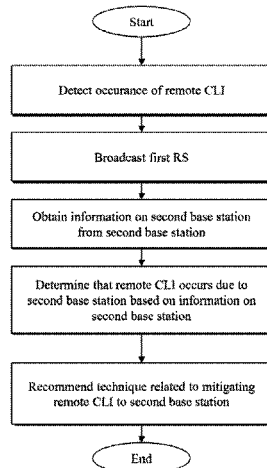 Start
Detect occurance of remote CLI
Broadcast first RS
Obtain information on second base station
from second base station
Determine that remote CLI occurs due to
second base station based on information on
second base station
Recommend technique related to mitigating
remote CLI to second base station
End